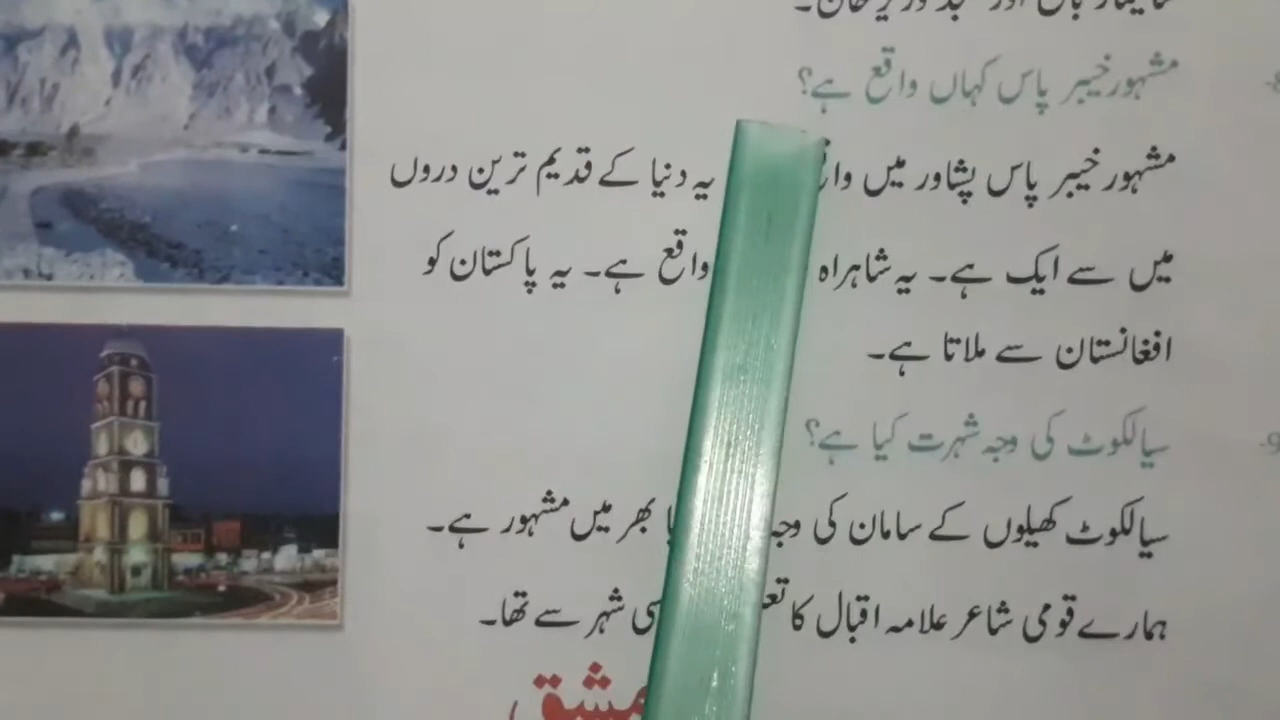 مشہور خیبر پاس کہاں واقع ہے؟
مشہور خیبر پاس پشاور میں یہ دنیا کے قدیم ترین دروں
میں سے ایک ہے۔ یہ شاہراہ واقع ہے۔ یہ پاکستان کو
افغانستان سے ملاتا ہے۔
سیالکوٹ کی وجہ شہرت کیا ہے؟
سیالکوٹ کھیلوں کے سامان کی وجہ بھر میں مشہور ہے۔
ہمارے قومی شاعر علامہ اقبال کا شہر سے تھا۔
مشق